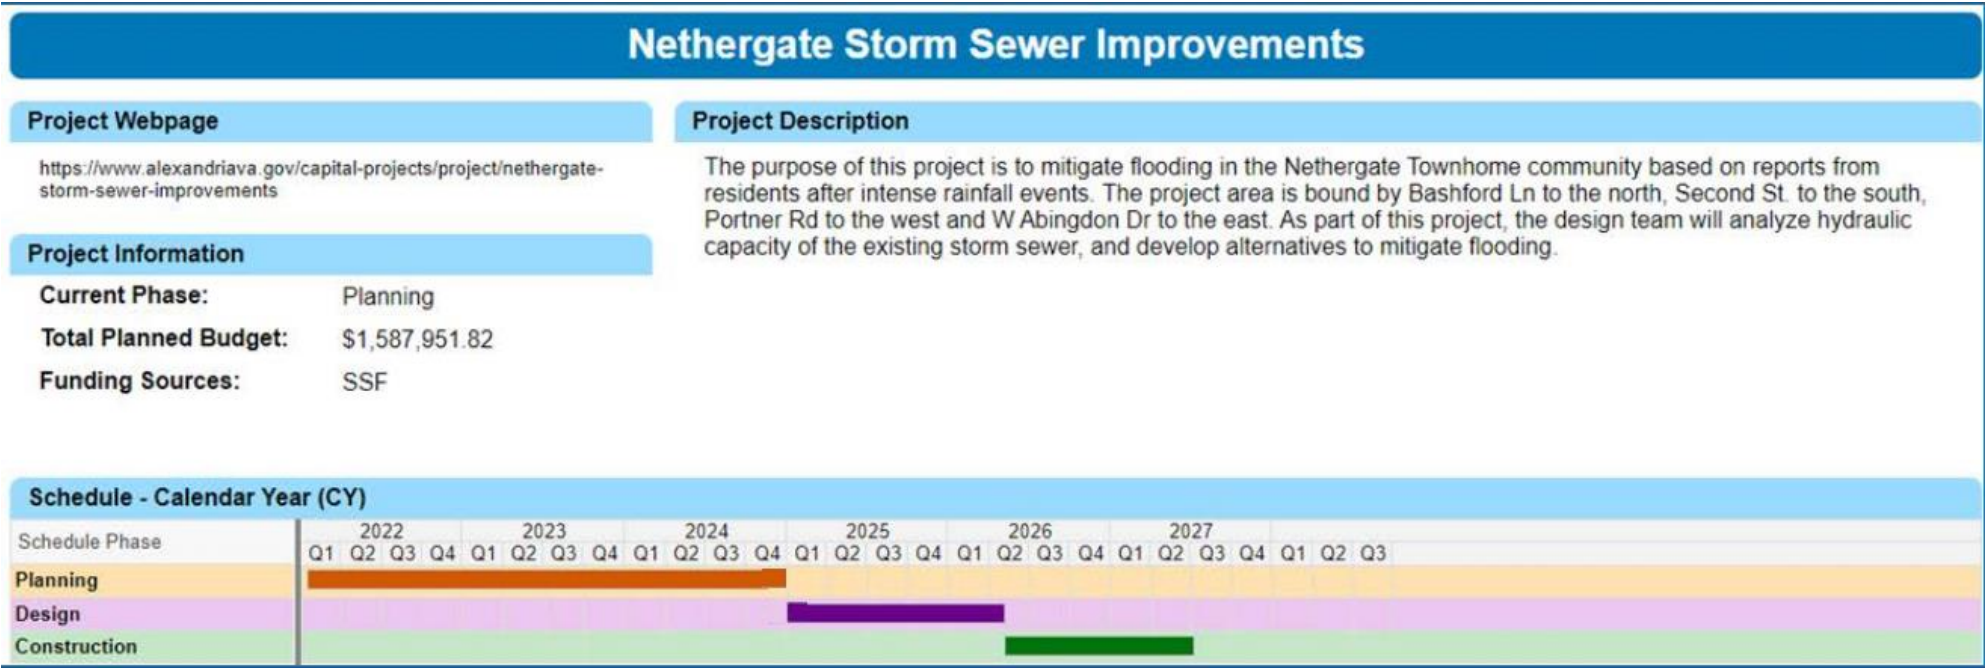 Nethergate Storm Sewer Improvements
Project Webpage
https://www.alexandriava.gov/capital-projects/project/nethergate-
storm-sewer-improvements
Project Description
The purpose of this project is to mitigate flooding in the Nethergate Townhome community based on reports from
residents after intense rainfall events. The project area is bound by Bashford Ln to the north, Second St. to the south,
Portner Rd to the west and W Abingdon Dr to the east. As part of this project, the design team will analyze hydraulic
capacity of the existing storm sewer, and develop alternatives to mitigate flooding.
Project Information
Current Phase: Planning
Total Planned Budget: $1,587,951.82
Funding Sources: SSF
Schedule - Calendar Year (CY)
Schedule Phase
2022 2023 2024 2025 2026 2027
Q1 Q2 Q3 Q4 Q1 Q2 Q3 Q4 Q1 Q2 Q3 Q4 Q1 Q2 Q3 Q4 Q1 Q2 Q3 Q4 Q1 Q2 Q3 Q4 Q1 Q2 Q3
Planning
Design
Construction